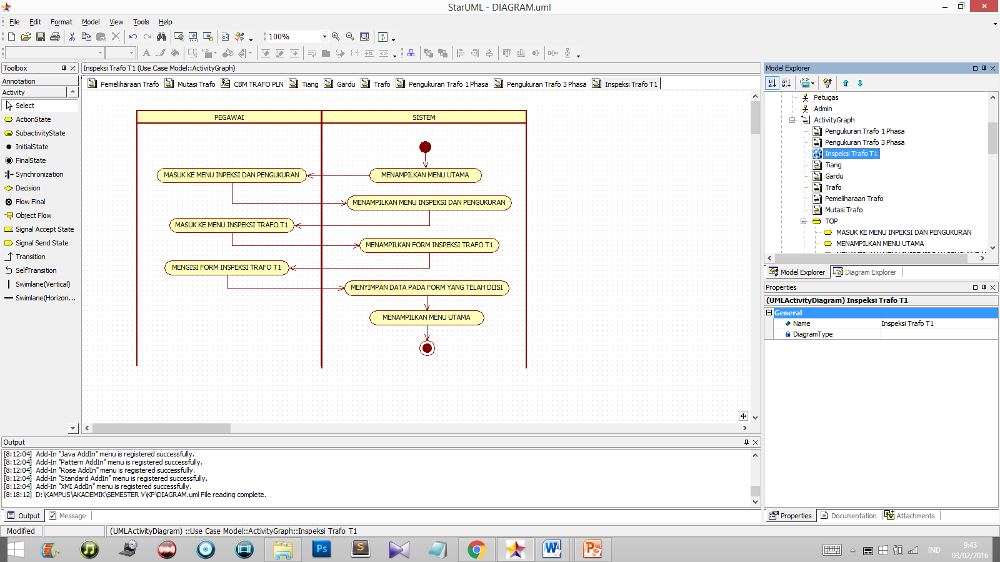 StarUML - DIAGRAM.uml
File Edit Format Model View Tools Help
100%
Toolbox
Annotation
Activity
Select
ActionState
SubactivityState
InitialState
FinalState
Synchronization
Decision
Flow Final
Object Flow
Signal Accept State
Signal Send State
Transition
SelfTransition
Swimlane(Vertical)
Swimlane(Horizon...
Inspeksi Trafo T1 (Use Case Model::ActivityGraph)
Pemeliharaan Trafo Mutasi Trafo CBM TRAFO PLN Tiang Gardu Trafo Pengukuran Trafo 1 Phasa Pengukuran Trafo 3 Phasa Inspeksi Trafo T1
PEGAWAI SISTEM
MASUK KE MENU INPEKSI DAN PENGUKURAN MENAMPILKAN MENU UTAMA
MENAMPILKAN MENU INSPEKSI DAN PENGUKURAN
MASUK KE MENU INSPEKSI TRAFO T1
MENAMPILKAN FORM INSPEKSI TRAFO T1
MENGISI FORM INSPEKSI TRAFO T1
MENYIMPAN DATA PADA FORM YANG TELAH DIISI
MENAMPILKAN MENU UTAMA
Model Explorer
Petugas
Admin
ActivityGraph
Pengukuran Trafo 1 Phasa
Pengukuran Trafo 3 Phasa
Inspeksi Trafo T1
Tiang
Gardu
Trafo
Pemeliharaan Trafo
Mutasi Trafo
TOP
MASUK KE MENU INPEKSI DAN PENGUKURAN
MENAMPILKAN MENU UTAMA
Model Explorer Diagram Explorer
Properties
(UMLActivityDiagram) Inspeksi Trafo T1
General
Name Inspeksi Trafo T1
DiagramType
Properties Documentation Attachments
Output
[8:12:04] Add-In "Java AddIn" menu is registered successfully.
[8:12:04] Add-In "Pattern AddIn" menu is registered successfully.
[8:12:04] Add-In "Rose AddIn" menu is registered successfully.
[8:12:04] Add-In "Standard AddIn" menu is registered successfully.
[8:12:04] Add-In "XMI AddIn" menu is registered successfully.
[8:18:12] D:\KAMPUS\AKADEMIK\SEMESTER V\KP\DIAGRAM.uml File reading complete.
Output Message
Modified (UMLActivityDiagram) ::Use Case Model::ActivityGraph::Inspeksi Trafo T1
IND
9:43
03/02/2016